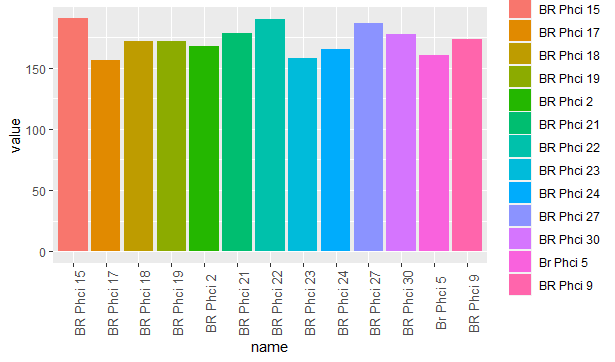 value
150
100
50
0
BR Phci 15
BR Phci 17
BR Phci 18
BR Phci 19
BR Phci 2
BR Phci 21
BR Phci 22
BR Phci 23
BR Phci 24
BR Phci 27
BR Phci 30
Br Phci 5
BR Phci 9
name
BR Phci 15
BR Phci 17
BR Phci 18
BR Phci 19
BR Phci 2
BR Phci 21
BR Phci 22
BR Phci 23
BR Phci 24
BR Phci 27
BR Phci 30
Br Phci 5
BR Phci 9